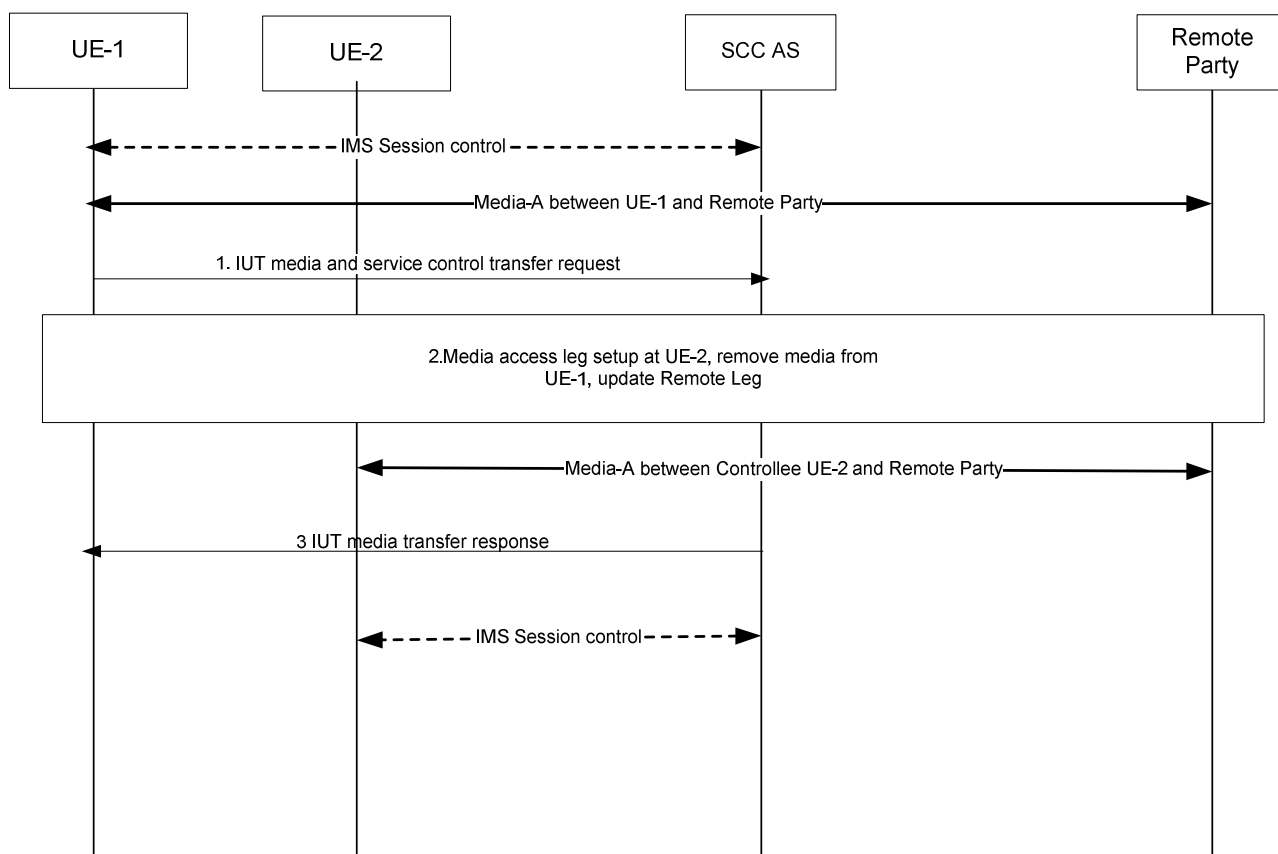 UE-1
UE-2
SCC AS
Remote
Party
IMS Session control
Media-A between UE-1 and Remote Party
1. IUT media and service control transfer request
2.Media access leg setup at UE-2, remove media from
UE-1, update Remote Leg
Media-A between Controllee UE-2 and Remote Party
3 IUT media transfer response
IMS Session control